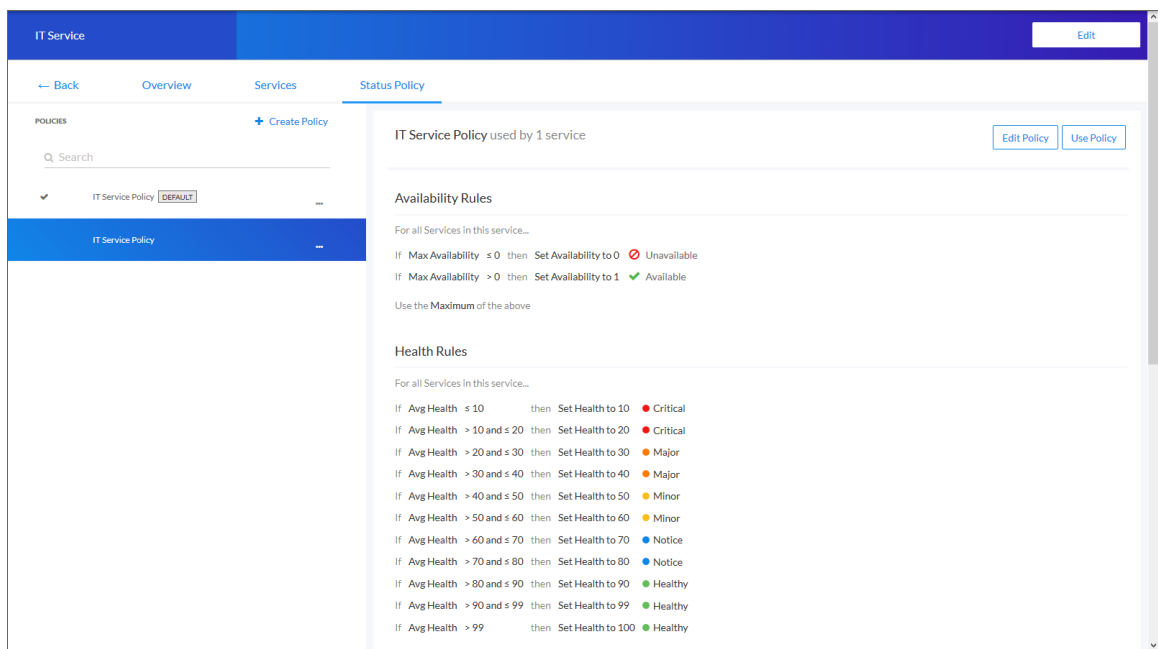 IT Service
Edit
← Back Overview Services Status Policy
POLICIES
+ Create Policy
Search
IT Service Policy DEFAULT
...
IT Service Policy
...
IT Service Policy used by 1 service
Edit Policy
Use Policy
Availability Rules
For all Services in this service...
If Max Availability ≤ 0 then Set Availability to 0 Unavailable
If Max Availability > 0 then Set Availability to 1 Available
Use the Maximum of the above
Health Rules
For all Services in this service...
If Avg Health ≤ 10 then Set Health to 10 Critical
If Avg Health > 10 and ≤ 20 then Set Health to 20 Critical
If Avg Health > 20 and ≤ 30 then Set Health to 30 Major
If Avg Health > 30 and ≤ 40 then Set Health to 40 Major
If Avg Health > 40 and ≤ 50 then Set Health to 50 Minor
If Avg Health > 50 and ≤ 60 then Set Health to 60 Minor
If Avg Health > 60 and ≤ 70 then Set Health to 70 Notice
If Avg Health > 70 and ≤ 80 then Set Health to 80 Notice
If Avg Health > 80 and ≤ 90 then Set Health to 90 Healthy
If Avg Health > 90 and ≤ 99 then Set Health to 99 Healthy
If Avg Health > 99 then Set Health to 100 Healthy